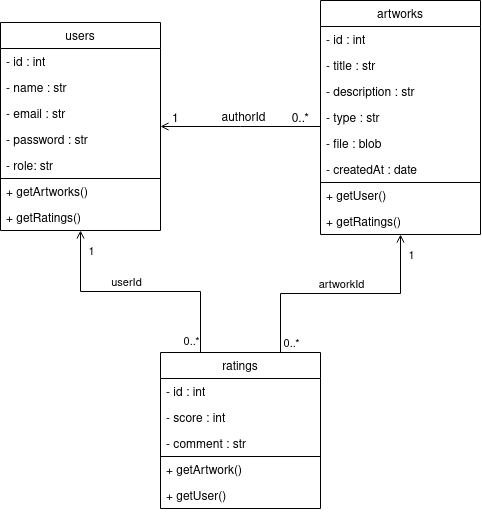 users
- id : int
- name : str
- email : str
- password : str
- role: str
+ getArtworks()
+ getRatings()
1
authorId
0..*
artworks
- id : int
- title : str
- description : str
- type : str
- file : blob
- createdAt : date
+ getUser()
+ getRatings()
1
userId
0..*
1
artworkId
0..*
ratings
- id : int
- score : int
- comment : str
+ getArtwork()
+ getUser()